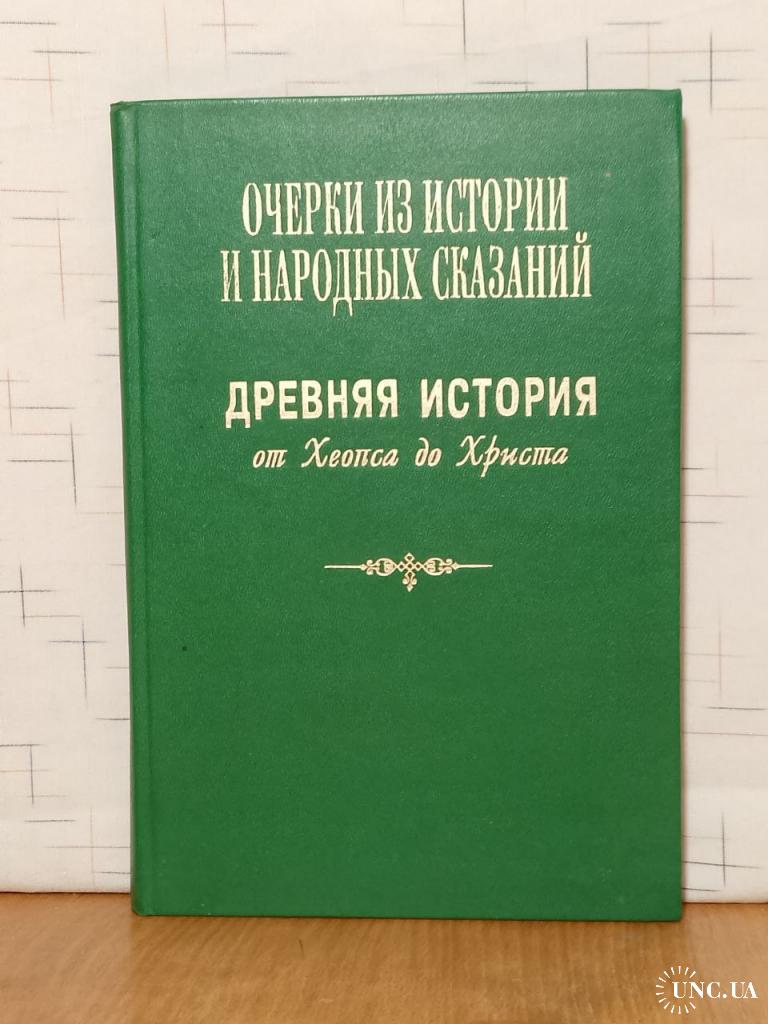 ОЧЕРКИ ИЗ ИСТОРИИ
И НАРОДНЫХ СКАЗАНИЙ
ДРЕВНЯЯ ИСТОРИЯ
от Хеопса до Христа
UNC.UA